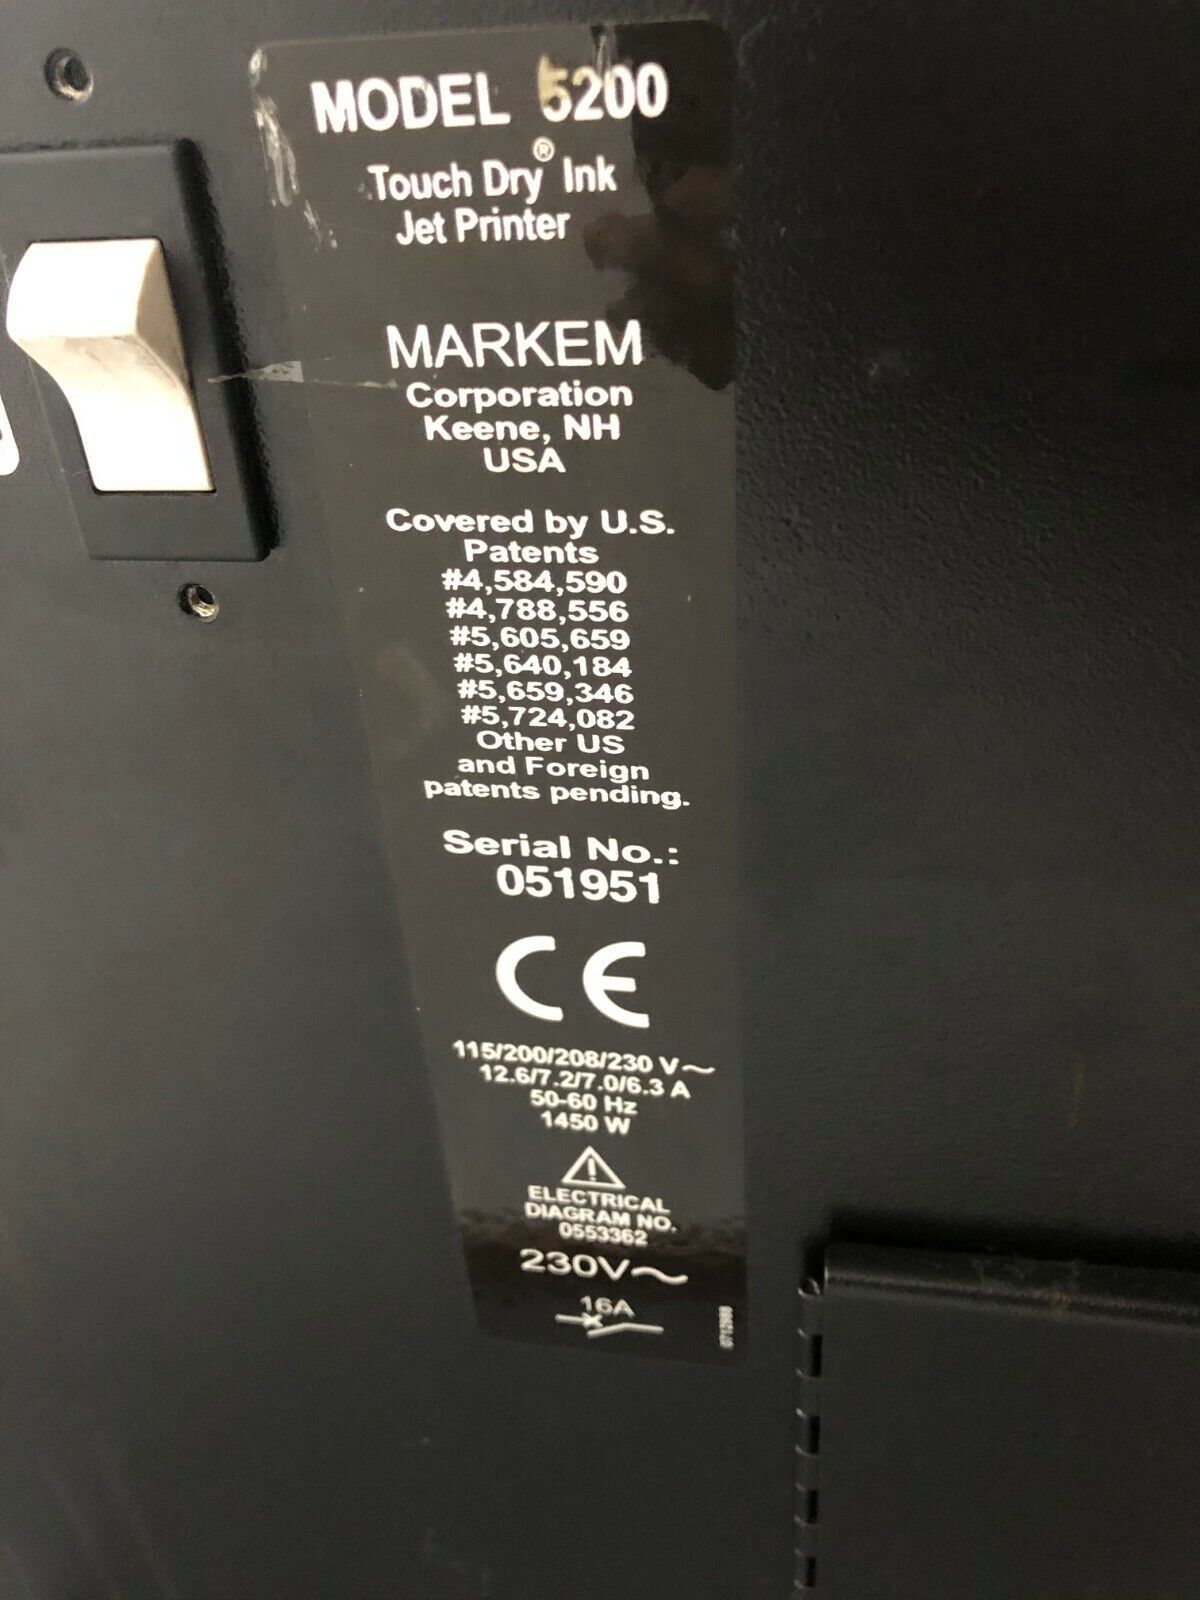 MODEL 5200
Touch Dry® Ink
Jet Printer
MARKEM
Corporation
Keene, NH
USA
Covered by U.S.
Patents
#4,584,590
#4,788,556
#5,605,659
#5,640,184
#5,659,346
#5,724,082
Other US
and Foreign
patents pending.
Serial No.:
051951
CE
115/200/208/230 V~
12.6/7.2/7.0/6.3 A
50-60 Hz
1450 W
ELECTRICAL
DIAGRAM NO.
0553362
230V~
16A